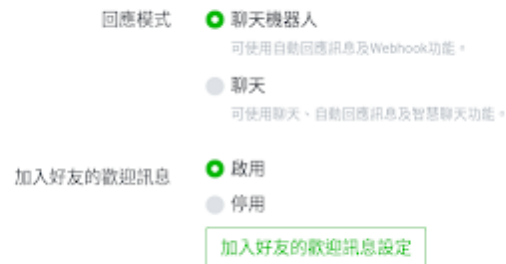 回應模式
聊天機器人
可使用自動回應訊息及Webhook功能。
聊天
可使用聊天、自動回應訊息及智慧聊天功能。
加入好友的歡迎訊息
啟用
停用
加入好友的歡迎訊息設定